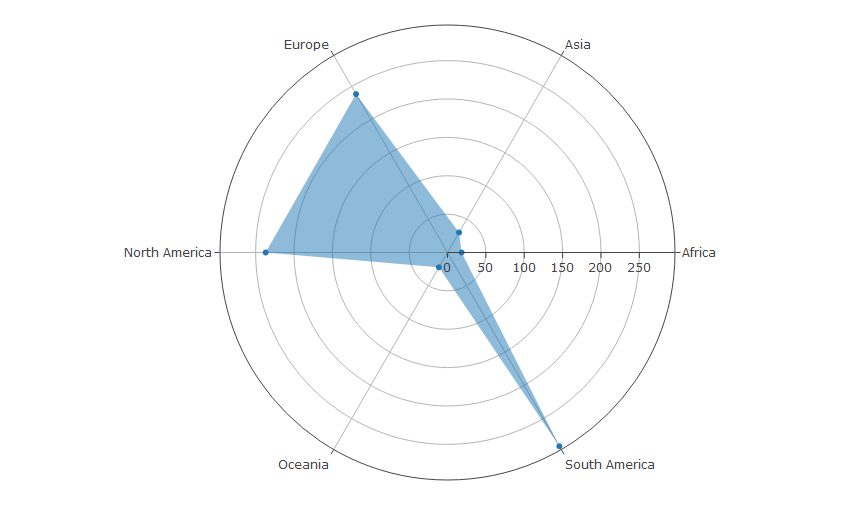 Europe
Asia
North America
Africa
0 50 100 150 200 250
Oceania
South America